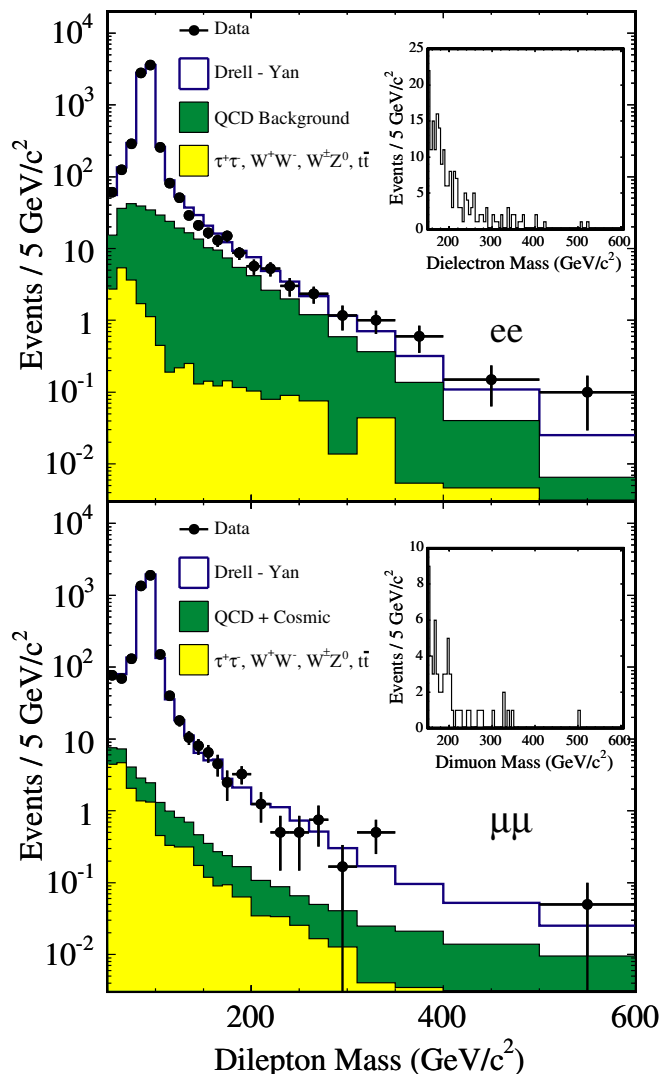 10⁴
10³
10²
10
1
10⁻¹
10⁻²
Events / 5 GeV/c²
Data
Drell - Yan
QCD Background
τ⁺τ⁻, W⁺W⁻, W±Z⁰, tt̄
25
20
15
10
5
0
Events / 5 GeV/c²
200 300 400 500 600
Dielectron Mass (GeV/c²)
ee
10⁴
10³
10²
10
1
10⁻¹
10⁻²
Events / 5 GeV/c²
Data
Drell - Yan
QCD + Cosmic
τ⁺τ⁻, W⁺W⁻, W±Z⁰, tt̄
10
8
6
4
2
0
Events / 5 GeV/c²
200 300 400 500 600
Dimuon Mass (GeV/c²)
μμ
200 400 600
Dilepton Mass (GeV/c²)